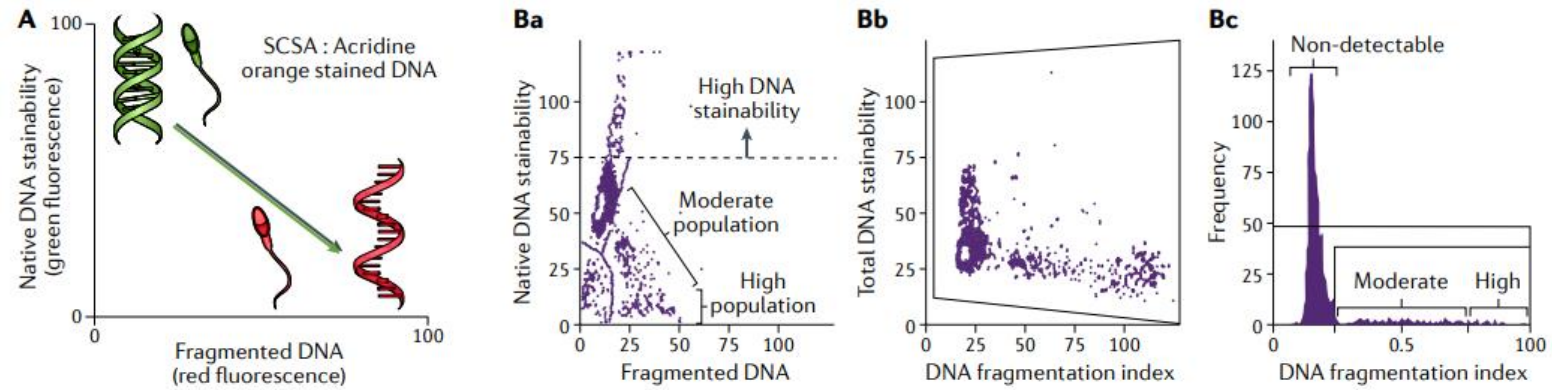 A
100
SCSA : Acridine
orange stained DNA
Native DNA stainability
(green fluorescence)
0
0
100
Fragmented DNA
(red fluorescence)
Ba
Native DNA stainability
100
75
50
25
0
High DNA
stainability
Moderate
population
High
population
0
25
50
75
100
Fragmented DNA
Bb
Total DNA stainability
100
75
50
25
0
0
25
50
75
100
DNA fragmentation index
Bc
Non-detectable
Frequency
125
100
75
50
25
0
Moderate
High
0
0.5
100
DNA fragmentation index